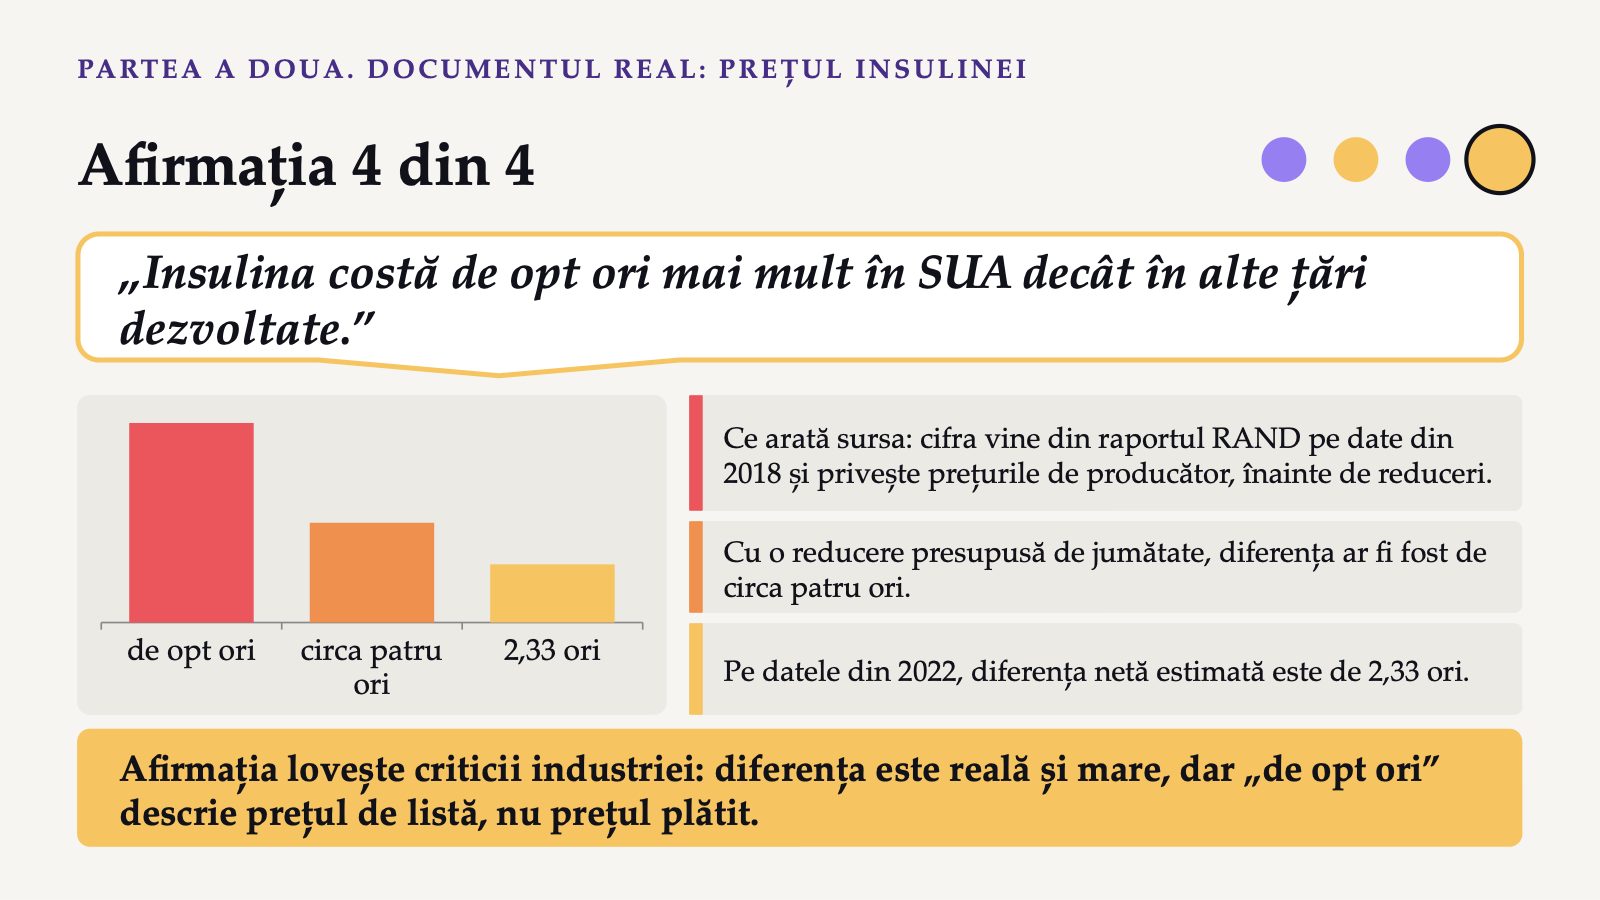 PARTEA A DOUA. DOCUMENTUL REAL: PREȚUL INSULINEI
Afirmația 4 din 4
„Insulina costă de opt ori mai mult în SUA decât în alte țări
dezvoltate.”
de opt ori
circa patru
ori
2,33 ori
Ce arată sursa: cifra vine din raportul RAND pe date din
2018 și privește prețurile de producător, înainte de reduceri.
Cu o reducere presupusă de jumătate, diferența ar fi fost de
circa patru ori.
Pe datele din 2022, diferența netă estimată este de 2,33 ori.
Afirmația lovește criticii industriei: diferența este reală și mare, dar „de opt ori”
descrie prețul de listă, nu prețul plătit.